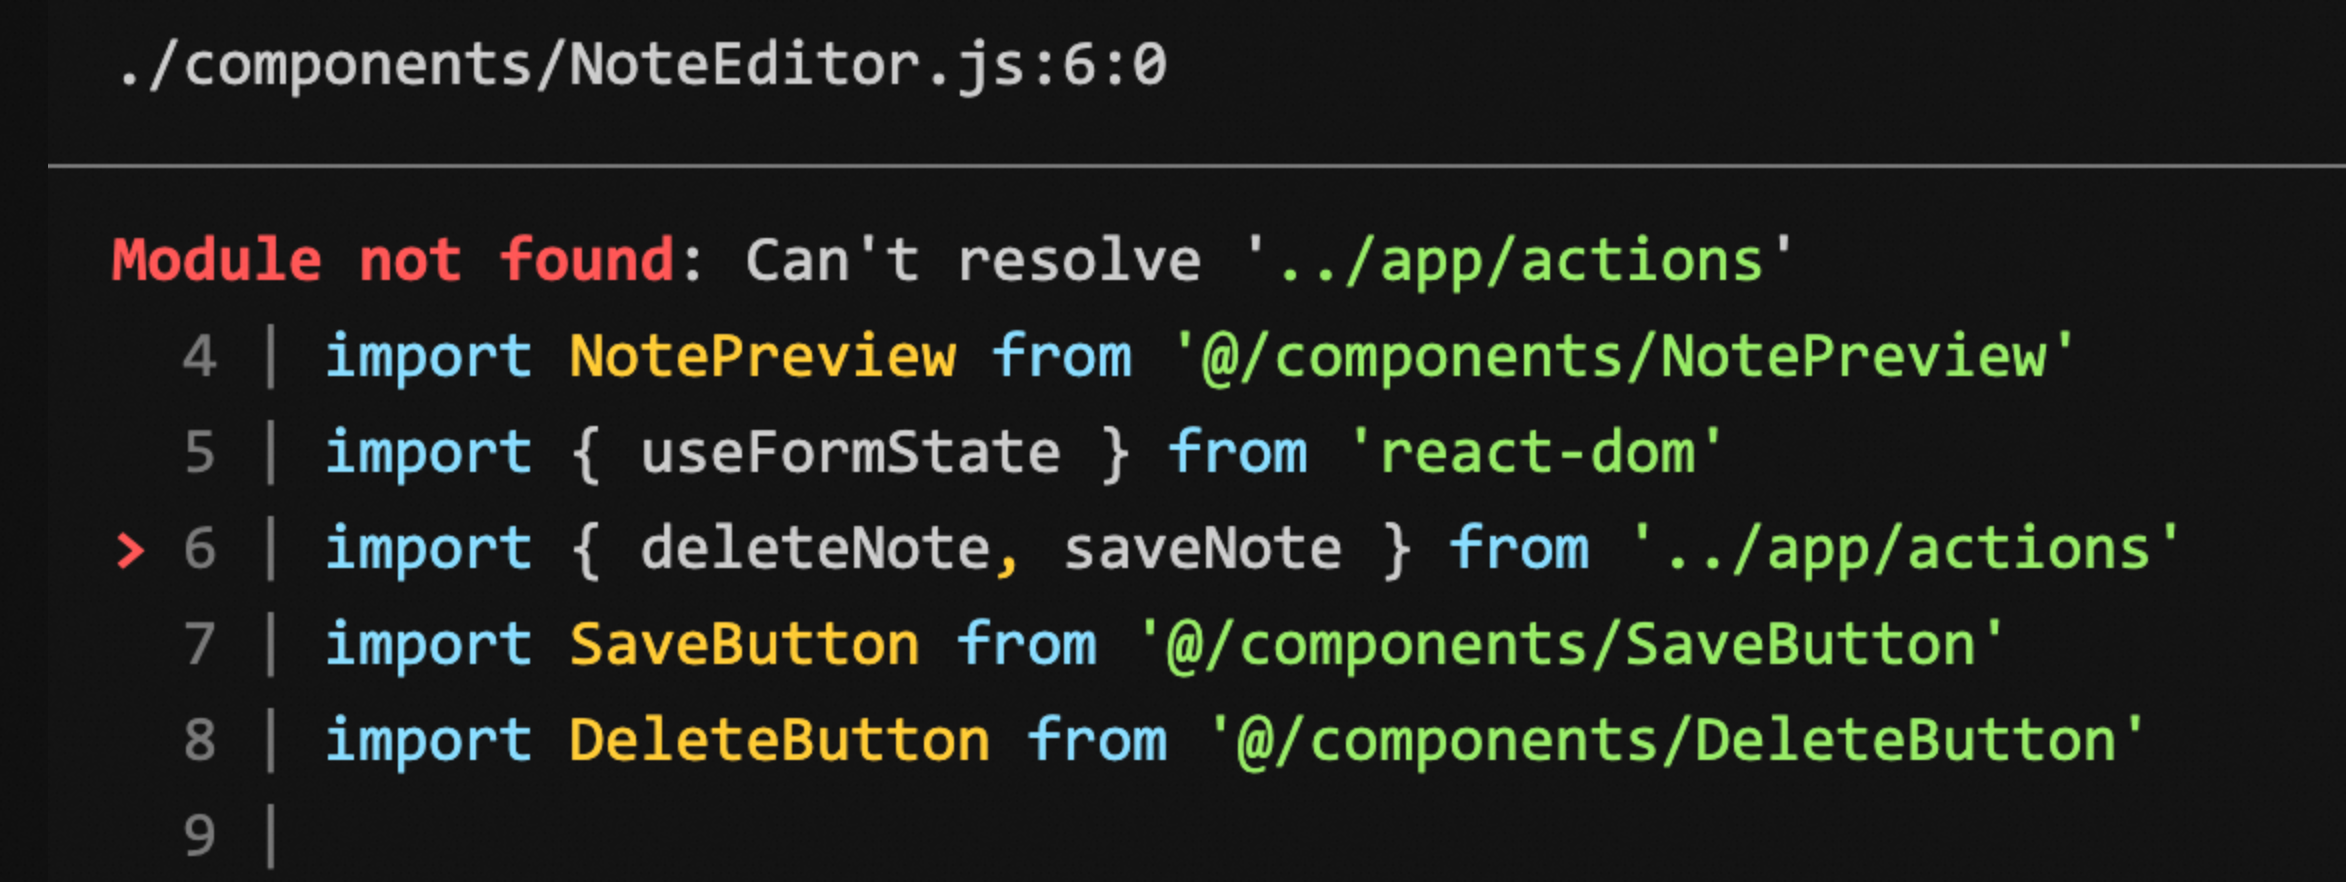 ./components/NoteEditor.js:6:0
Module not found: Can't resolve '../app/actions'
4 | import NotePreview from '@/components/NotePreview'
5 | import { useFormState } from 'react-dom'
> 6 | import { deleteNote, saveNote } from '../app/actions'
7 | import SaveButton from '@/components/SaveButton'
8 | import DeleteButton from '@/components/DeleteButton'
9 |